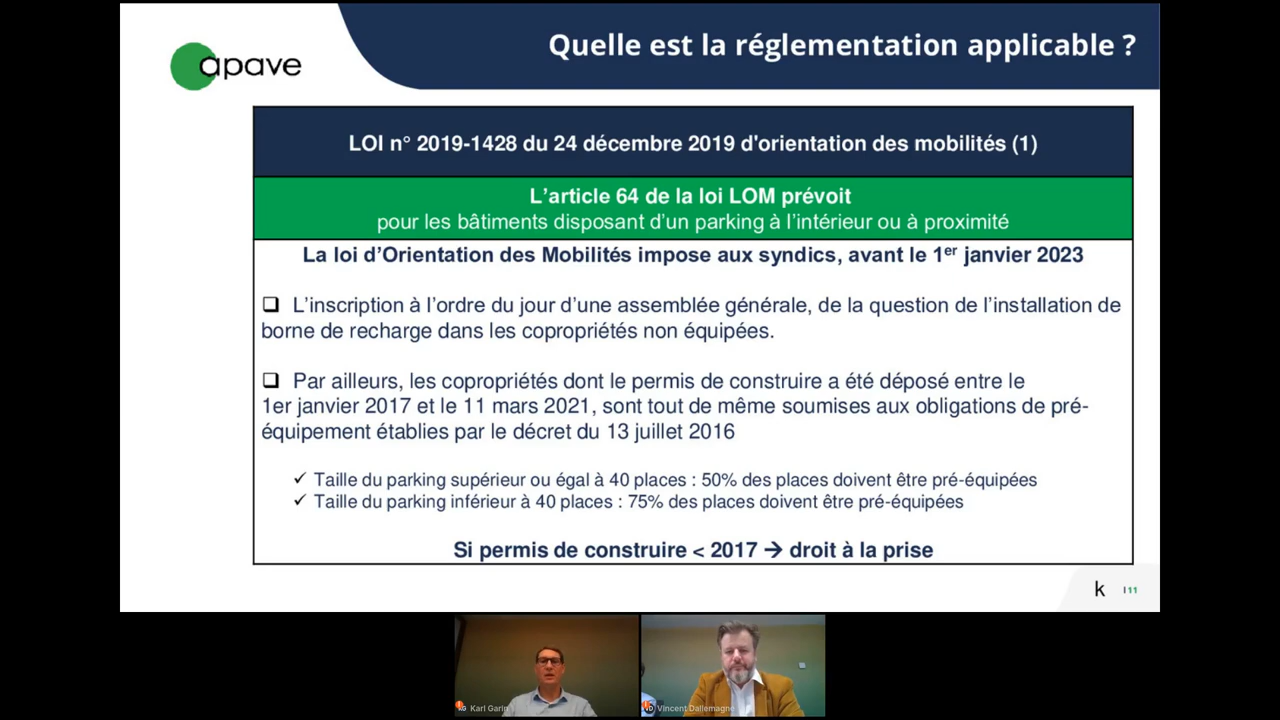 Quelle est la réglementation applicable ?
apave
LOI n° 2019-1428 du 24 décembre 2019 d'orientation des mobilités (1)
L’article 64 de la loi LOM prévoit
pour les bâtiments disposant d’un parking à l’intérieur ou à proximité
La loi d’Orientation des Mobilités impose aux syndics, avant le 1er janvier 2023
❑ L’inscription à l’ordre du jour d’une assemblée générale, de la question de l’installation de
borne de recharge dans les copropriétés non équipées.
❑ Par ailleurs, les copropriétés dont le permis de construire a été déposé entre le
1er janvier 2017 et le 11 mars 2021, sont tout de même soumises aux obligations de pré-
équipement établies par le décret du 13 juillet 2016
✓ Taille du parking supérieur ou égal à 40 places : 50% des places doivent être pré-équipées
✓ Taille du parking inférieur à 40 places : 75% des places doivent être pré-équipées
Si permis de construire < 2017 → droit à la prise
k
11
Karl Garin
Vincent Dallemagne